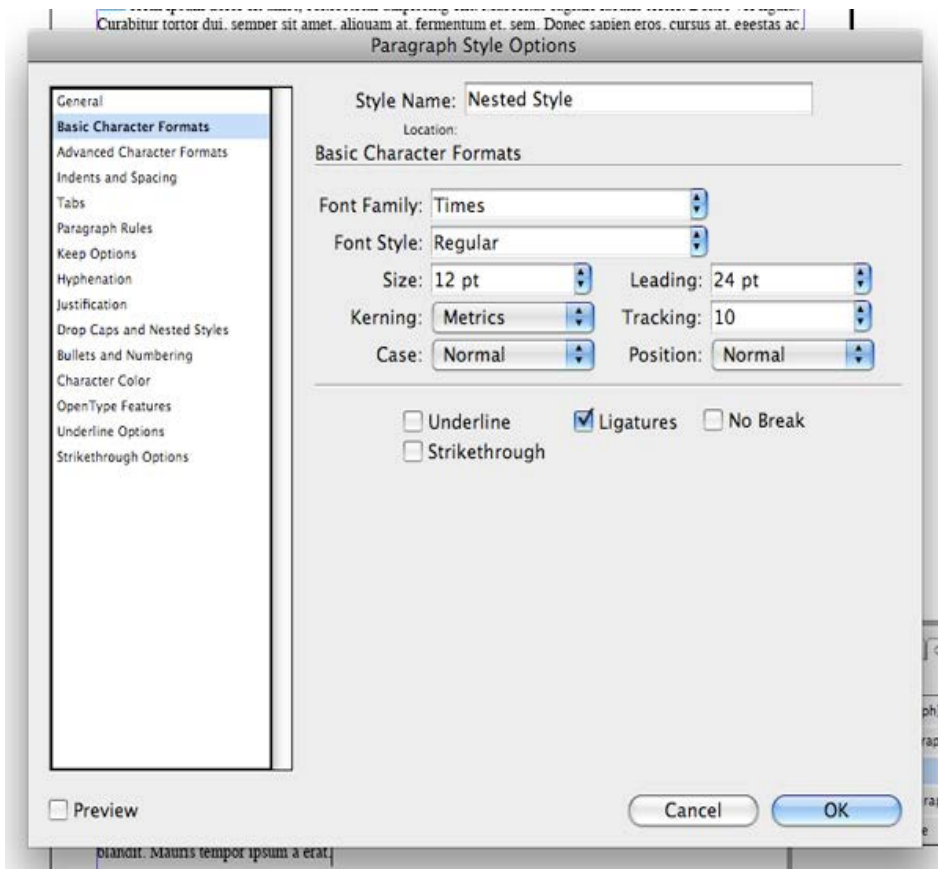 Curabitur tortor dui, semper sit amet, aliquam at, fermentum et, sem. Donec sapien eros, cursus at, egestas ac,
Paragraph Style Options
General
Basic Character Formats
Advanced Character Formats
Indents and Spacing
Tabs
Paragraph Rules
Keep Options
Hyphenation
Justification
Drop Caps and Nested Styles
Bullets and Numbering
Character Color
OpenType Features
Underline Options
Strikethrough Options
Style Name: Nested Style
Location:
Basic Character Formats
Font Family: Times
Font Style: Regular
Size: 12 pt Leading: 24 pt
Kerning: Metrics Tracking: 10
Case: Normal Position: Normal
Underline Ligatures No Break
Strikethrough
Preview Cancel OK
blandit. Mauris tempor ipsum a erat.